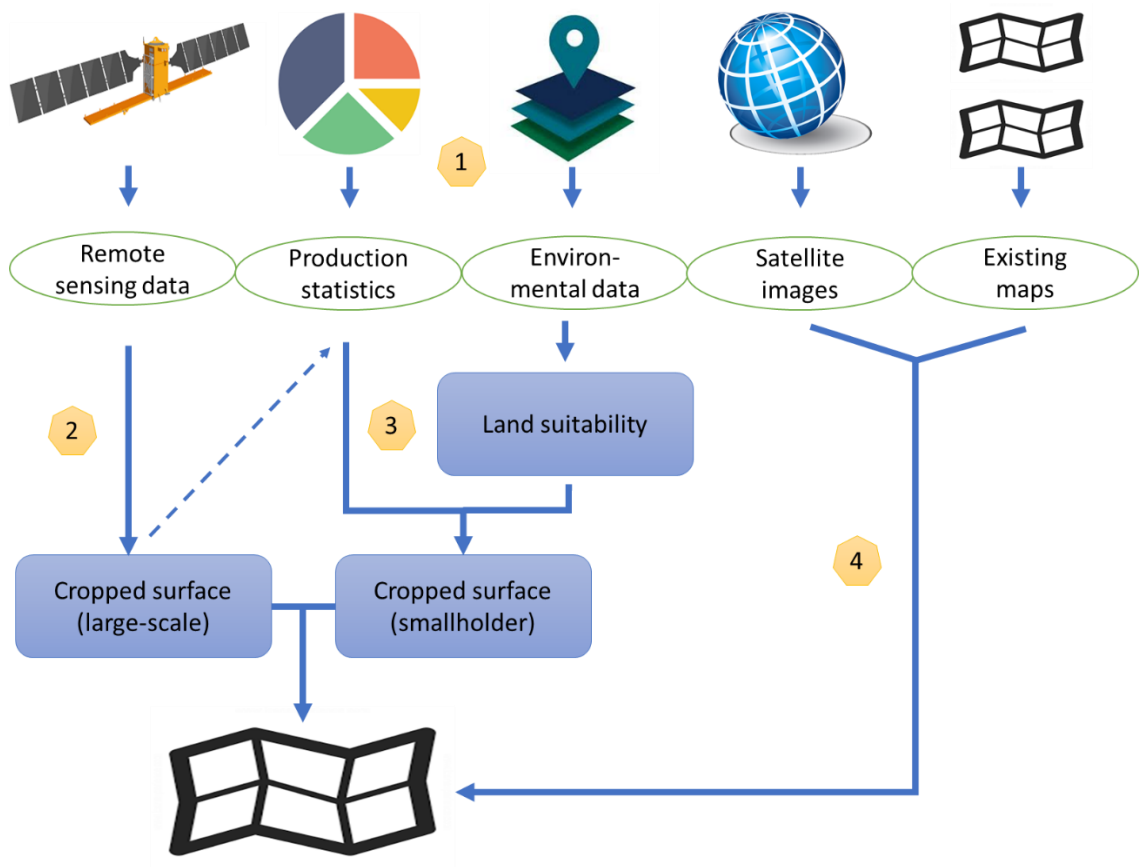 1
Remote
sensing data
Production
statistics
Environ-
mental data
Satellite
images
Existing
maps
2
3
Land suitability
4
Cropped surface
(large-scale)
Cropped surface
(smallholder)